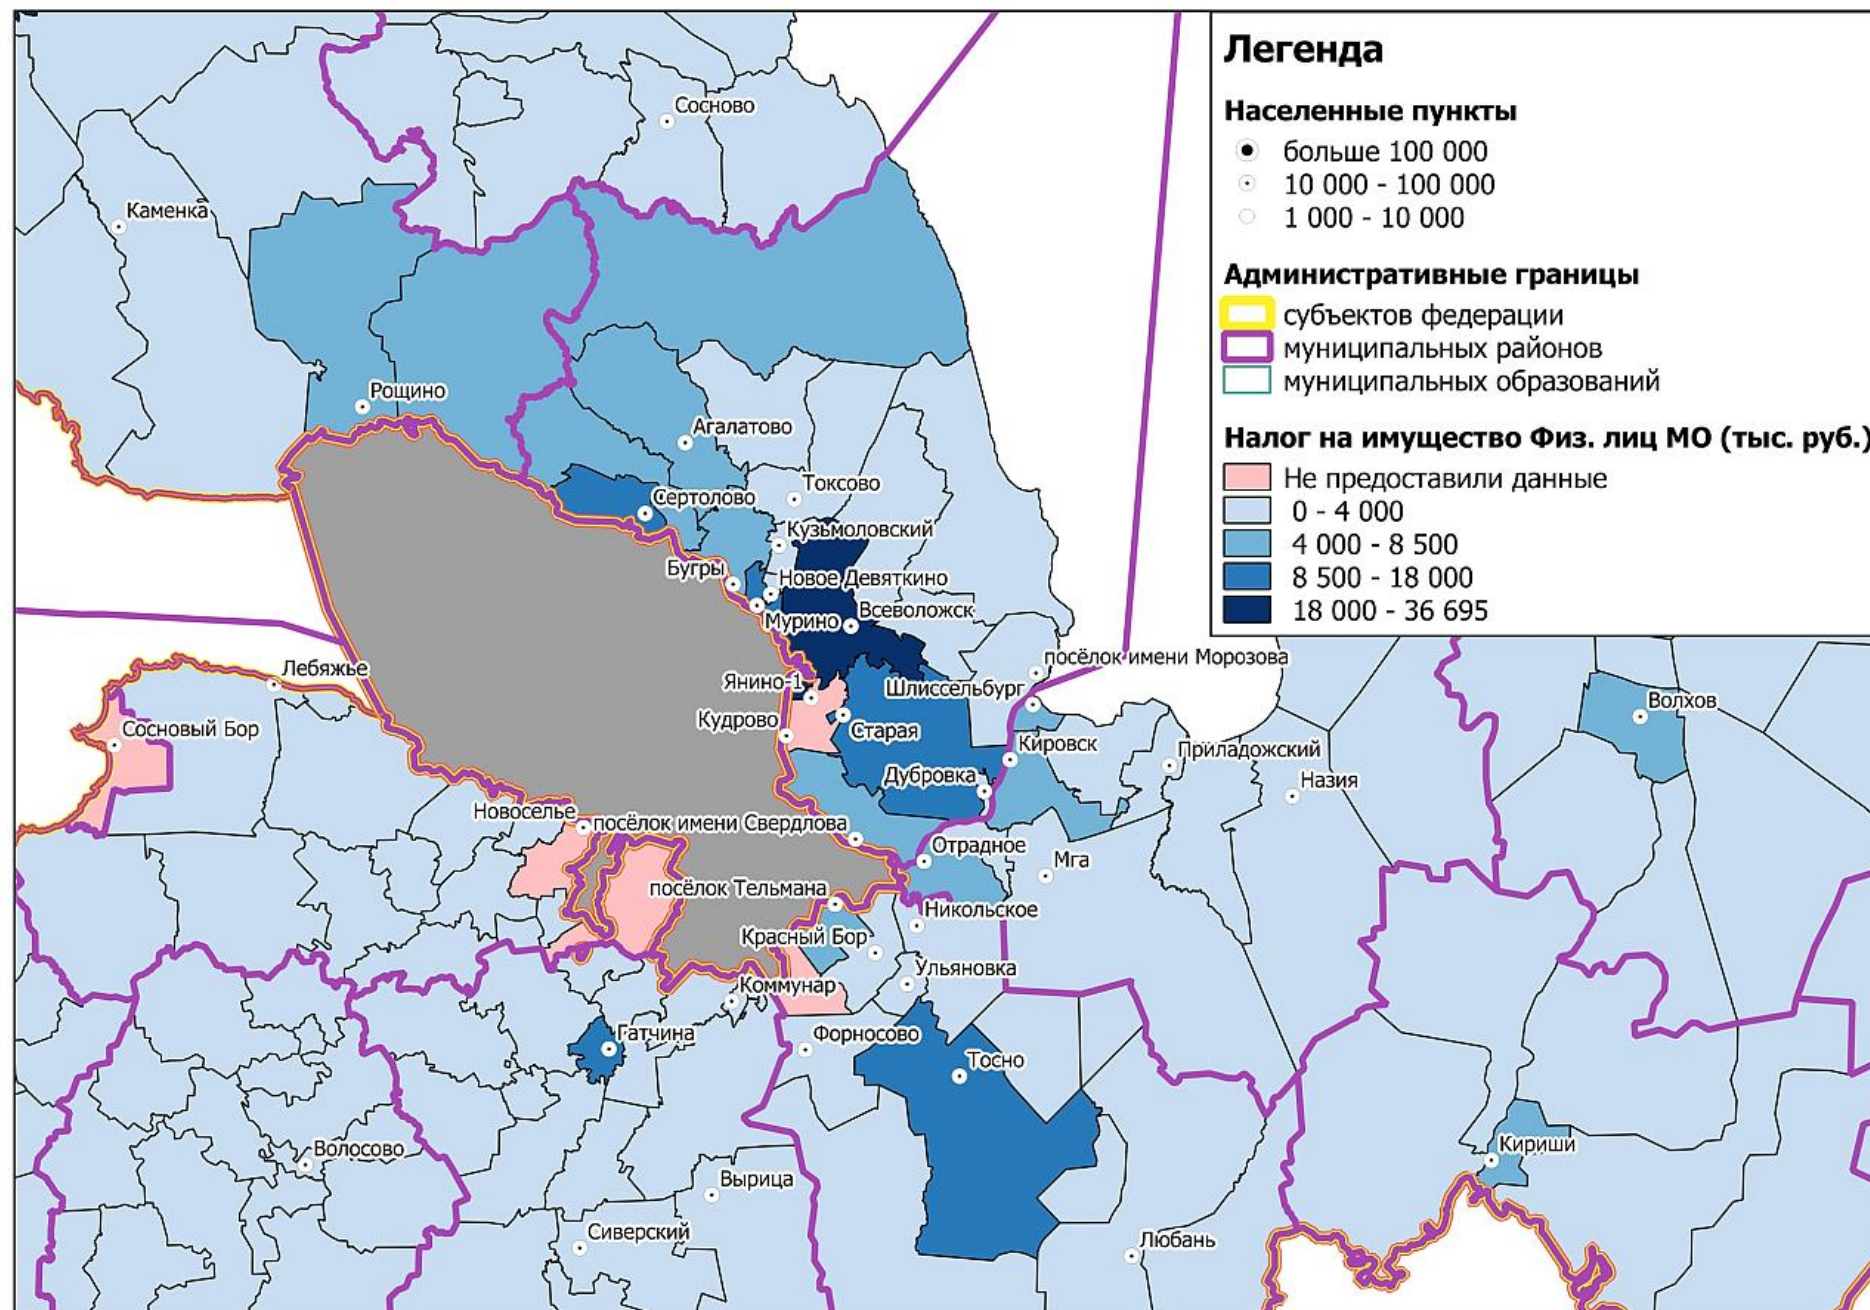 Легенда
Населенные пункты
больше 100 000
10 000 - 100 000
1 000 - 10 000
Административные границы
субъектов федерации
муниципальных районов
муниципальных образований
Налог на имущество Физ. лиц МО (тыс. руб.)
Не предоставили данные
0 - 4 000
4 000 - 8 500
8 500 - 18 000
18 000 - 36 695
Сосново
Каменка
Рощино
Агалатово
Токсово
Сертолово
Кузьмоловский
Бугры
Новое Девяткино
Мурино
Всеволожск
посёлок имени Морозова
Лебяжье
Янино-1
Шлиссельбург
Волхов
Кудрово
Старая
Сосновый Бор
Кировск
Приладожский
Дубровка
Назия
Новоселье
посёлок имени Свердлова
Отрадное
Мга
посёлок Тельмана
Никольское
Красный Бор
Ульяновка
Коммунар
Гатчина
Форносово
Тосно
Кириши
Волосово
Вырица
Сиверский
Любань